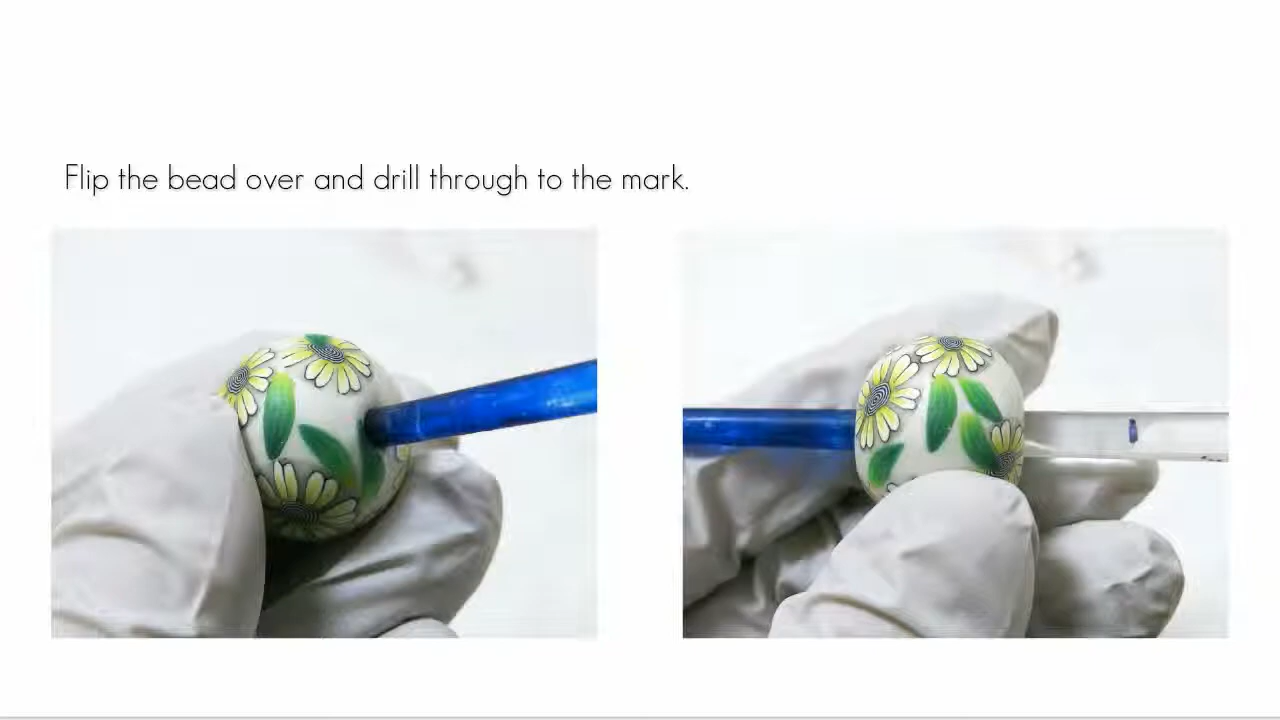 Flip the bead over and drill through to the mark.